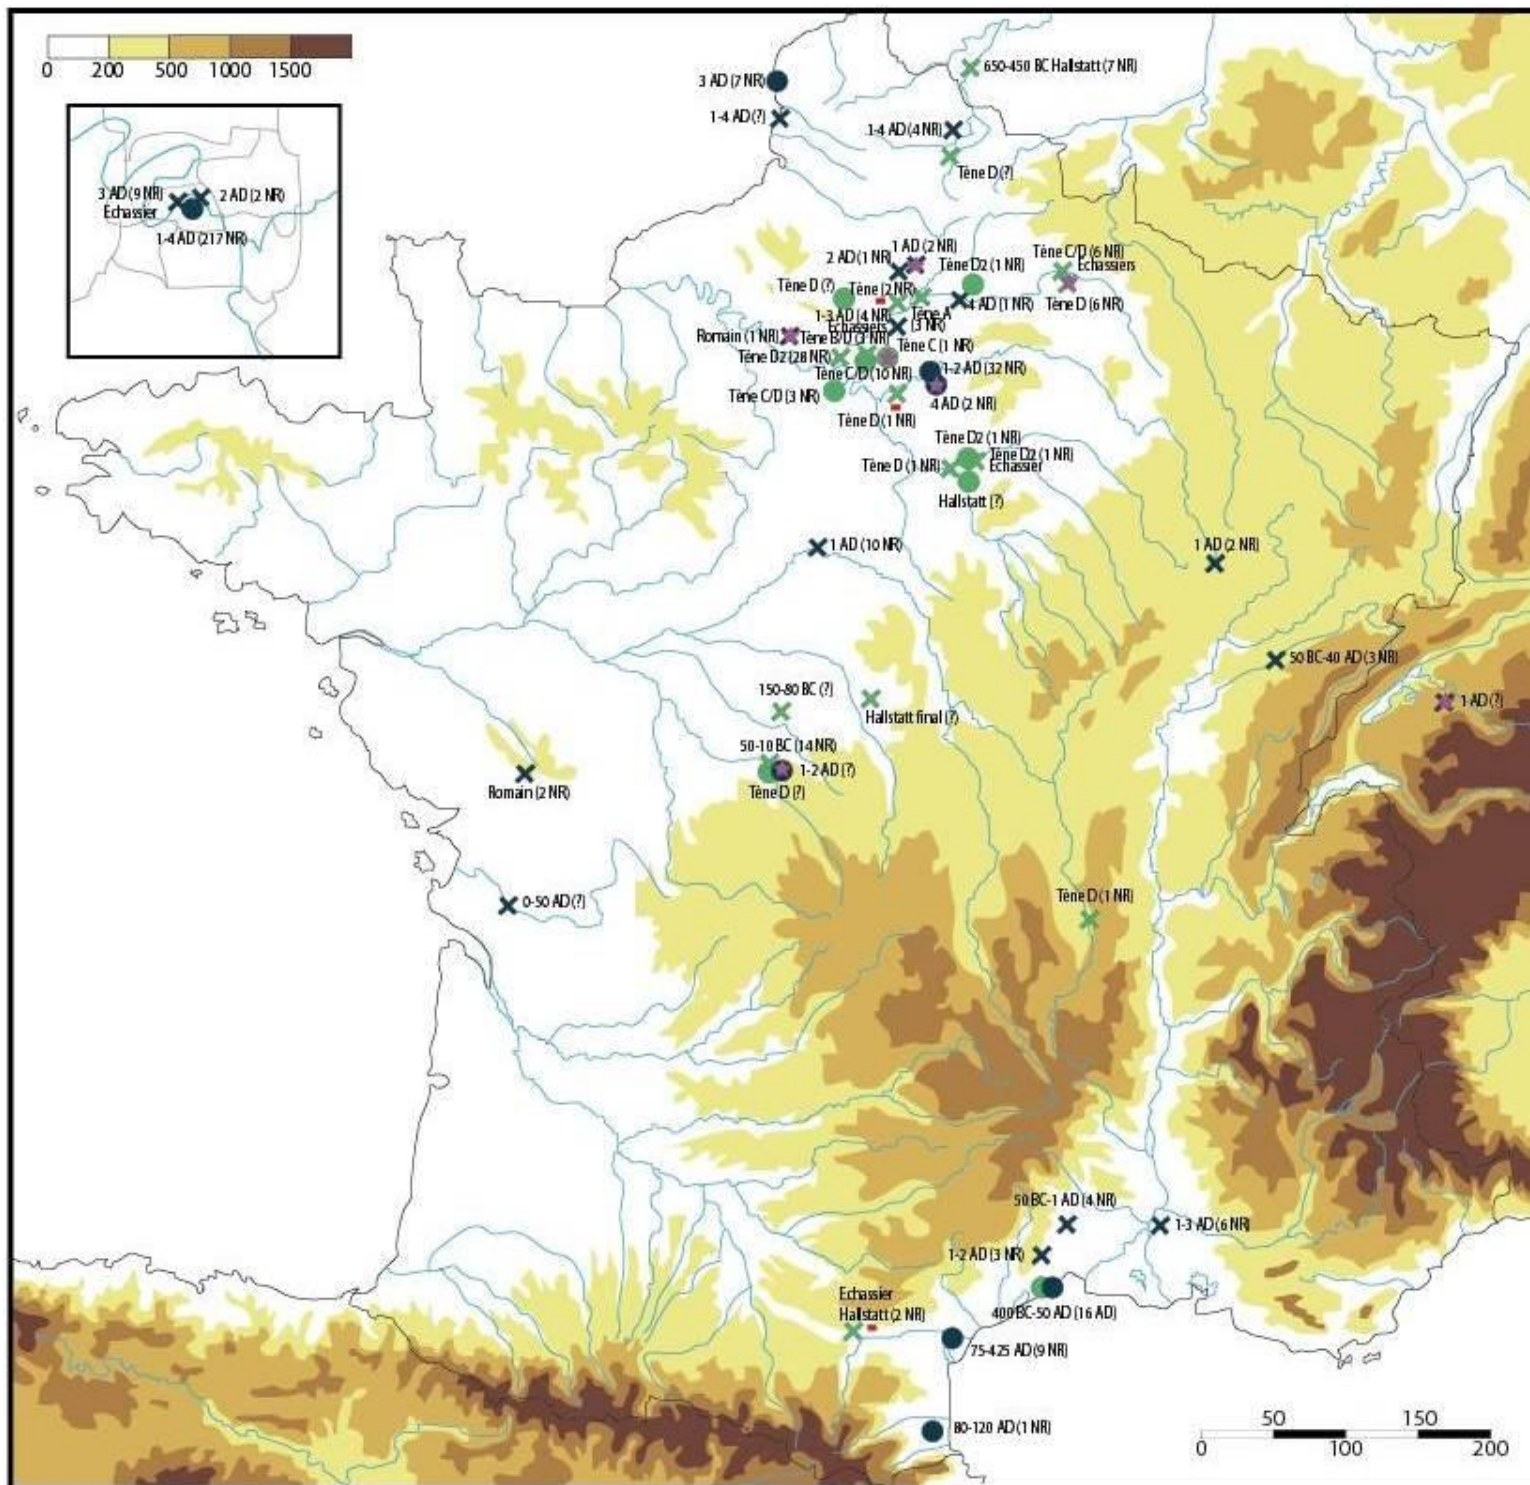 0 200 500 1000 1500
3 AD (9 NR)
Echassier
2 AD (2 NR)
1-4 AD (217 NR)
3 AD (7 NR)
650-450 BC Hallstatt (7 NR)
1-4 AD (?)
1-4 AD (4 NR)
Tène D (?)
1 AD (2 NR)
2 AD (1 NR)
Tène D2 (1 NR)
Tène C/D (6 NR)
Echassiers
Tène D (?)
Tène (2 NR)
4 AD (1 NR)
Tène D (6 NR)
1-3 AD (4 NR)
Tène A
Echassiers
(3 NR)
Romain (1 NR)
Tène B/D (3 NR)
Tène C (1 NR)
Tène D2 (28 NR)
Tène C/D (10 NR)
1-2 AD (32 NR)
Tène C/D (3 NR)
4 AD (2 NR)
Tène D (1 NR)
Tène D2 (1 NR)
Tène D2 (1 NR)
Tène D (1 NR)
Echassier
Hallstatt (?)
1 AD (10 NR)
1 AD (2 NR)
50 BC-40 AD (3 NR)
150-80 BC (?)
Hallstatt final (?)
1 AD (?)
50-10 BC (14 NR)
1-2 AD (?)
Romain (2 NR)
Tène D (?)
0-50 AD (?)
Tène D (1 NR)
50 BC-1 AD (4 NR)
1-3 AD (6 NR)
1-2 AD (3 NR)
Echassier
Hallstatt (2 NR)
400 BC-50 AD (16 AD)
75-425 AD (9 NR)
80-120 AD (1 NR)
50 150
0 100 200